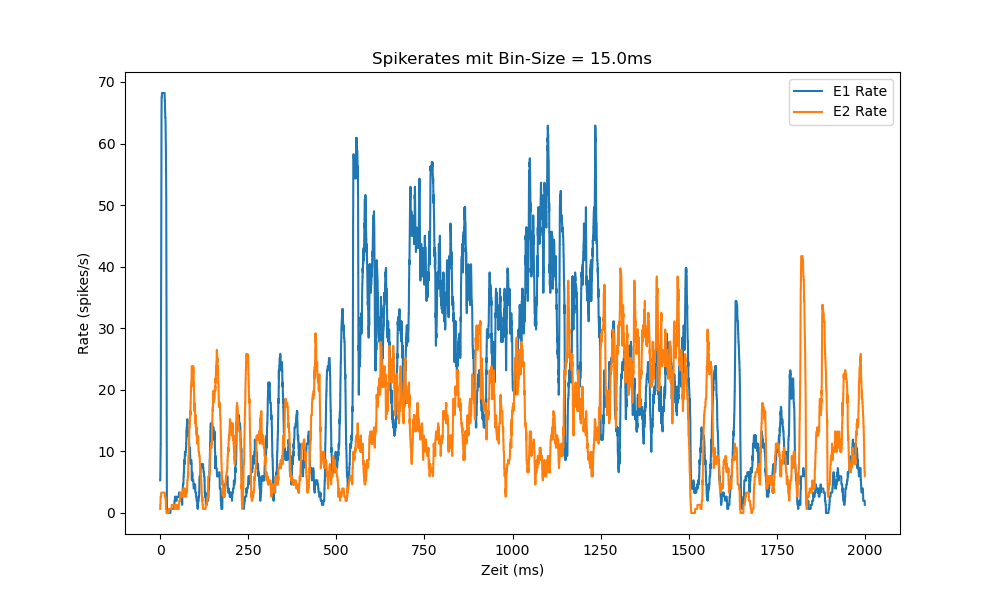 Spikerates mit Bin-Size = 15.0ms
E1 Rate
E2 Rate
Rate (spikes/s)
70
60
50
40
30
20
10
0
0 250 500 750 1000 1250 1500 1750 2000
Zeit (ms)